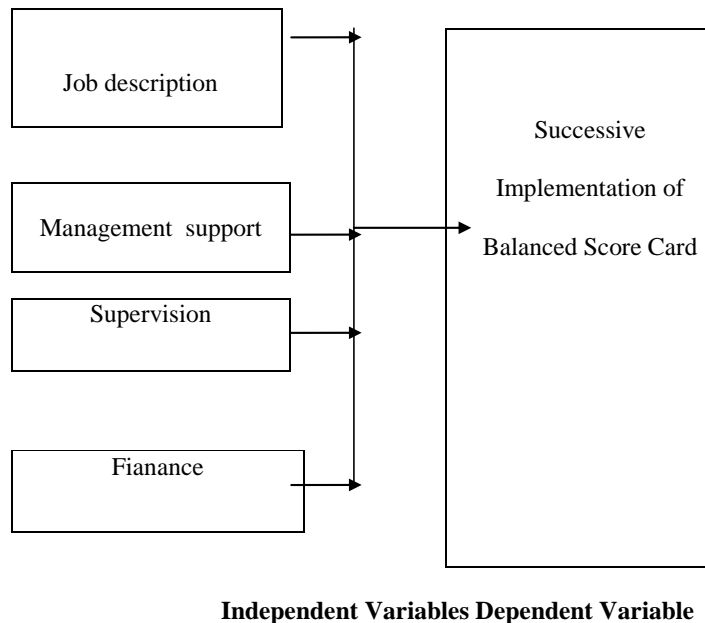 Job description
Management support
Supervision
Fianance
Successive
Implementation of
Balanced Score Card
Independent Variables Dependent Variable